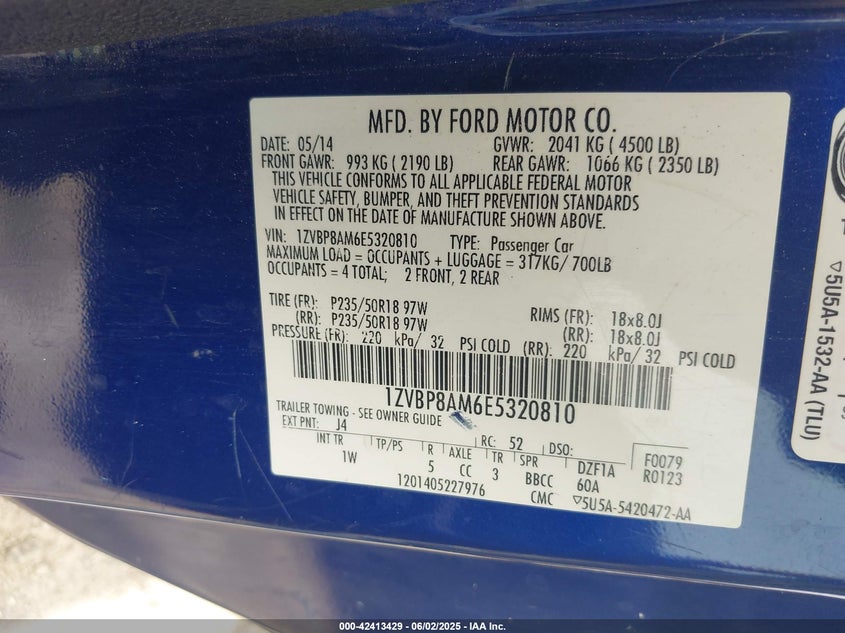 MFD. BY FORD MOTOR CO.
DATE: 05/14 GVWR: 2041 KG ( 4500 LB)
FRONT GAWR: 993 KG ( 2190 LB) REAR GAWR: 1066 KG ( 2350 LB)
THIS VEHICLE CONFORMS TO ALL APPLICABLE FEDERAL MOTOR
VEHICLE SAFETY, BUMPER, AND THEFT PREVENTION STANDARDS
IN EFFECT ON THE DATE OF MANUFACTURE SHOWN ABOVE.
VIN: 1ZVBP8AM6E5320810 TYPE: Passenger Car
MAXIMUM LOAD = OCCUPANTS + LUGGAGE = 317KG/ 700LB
OCCUPANTS = 4 TOTAL; 2 FRONT, 2 REAR
TIRE (FR): P235/50R18 97W RIMS (FR): 18x8.0J
(RR): P235/50R18 97W (RR): 18x8.0J
PRESSURE (FR): 220 kPa/ 32 PSI COLD (RR): 220 kPa/ 32 PSI COLD
1ZVBP8AM6E5320810
TRAILER TOWING - SEE OWNER GUIDE
EXT PNT: J4 RC: 52 DSO:
INT TR TP/PS R AXLE TR SPR DZF1A F0079
1W 5 CC 3 BBCC 60A R0123
1201405227976 CMC ▽5U5A-5420472-AA
▽5U5A-1532-AA (TLU)
000-42413429 - 06/02/2025 - IAA Inc.